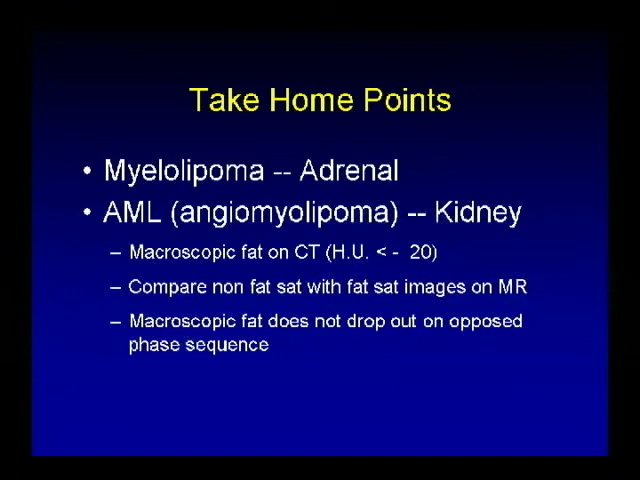 Take Home Points
• Myelolipoma -- Adrenal
• AML (angiomyolipoma) -- Kidney
– Macroscopic fat on CT (H.U. < - 20)
– Compare non fat sat with fat sat images on MR
– Macroscopic fat does not drop out on opposed
phase sequence